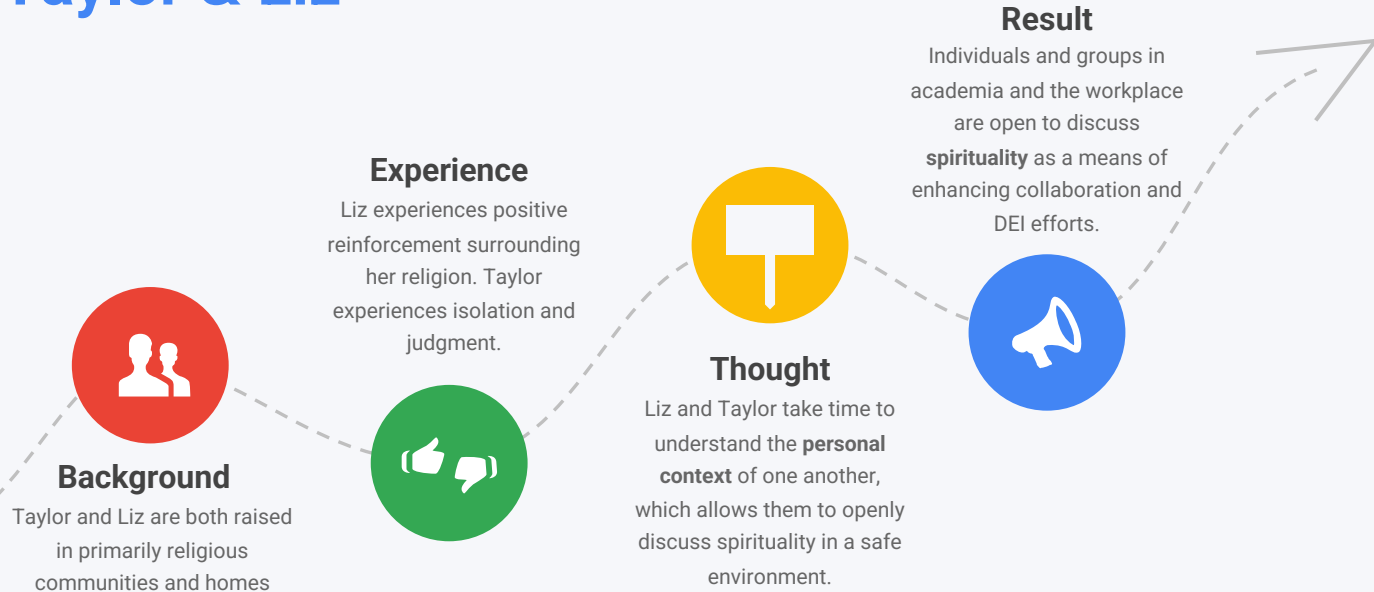 Taylor & Liz
Background
Taylor and Liz are both raised
in primarily religious
communities and homes
Experience
Liz experiences positive
reinforcement surrounding
her religion. Taylor
experiences isolation and
judgment.
Thought
Liz and Taylor take time to
understand the personal
context of one another,
which allows them to openly
discuss spirituality in a safe
environment.
Result
Individuals and groups in
academia and the workplace
are open to discuss
spirituality as a means of
enhancing collaboration and
DEI efforts.